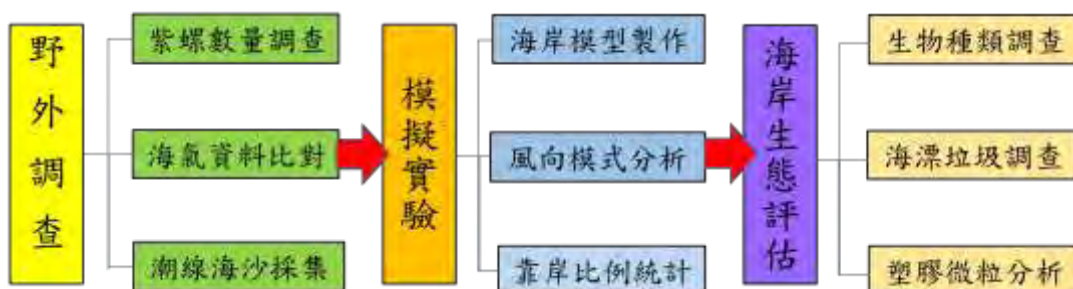 野外調查
紫螺數量調查
海氣資料比對
潮線海沙採集
模擬實驗
海岸模型製作
風向模式分析
靠岸比例統計
海岸生態評估
生物種類調查
海漂垃圾調查
塑膠微粒分析